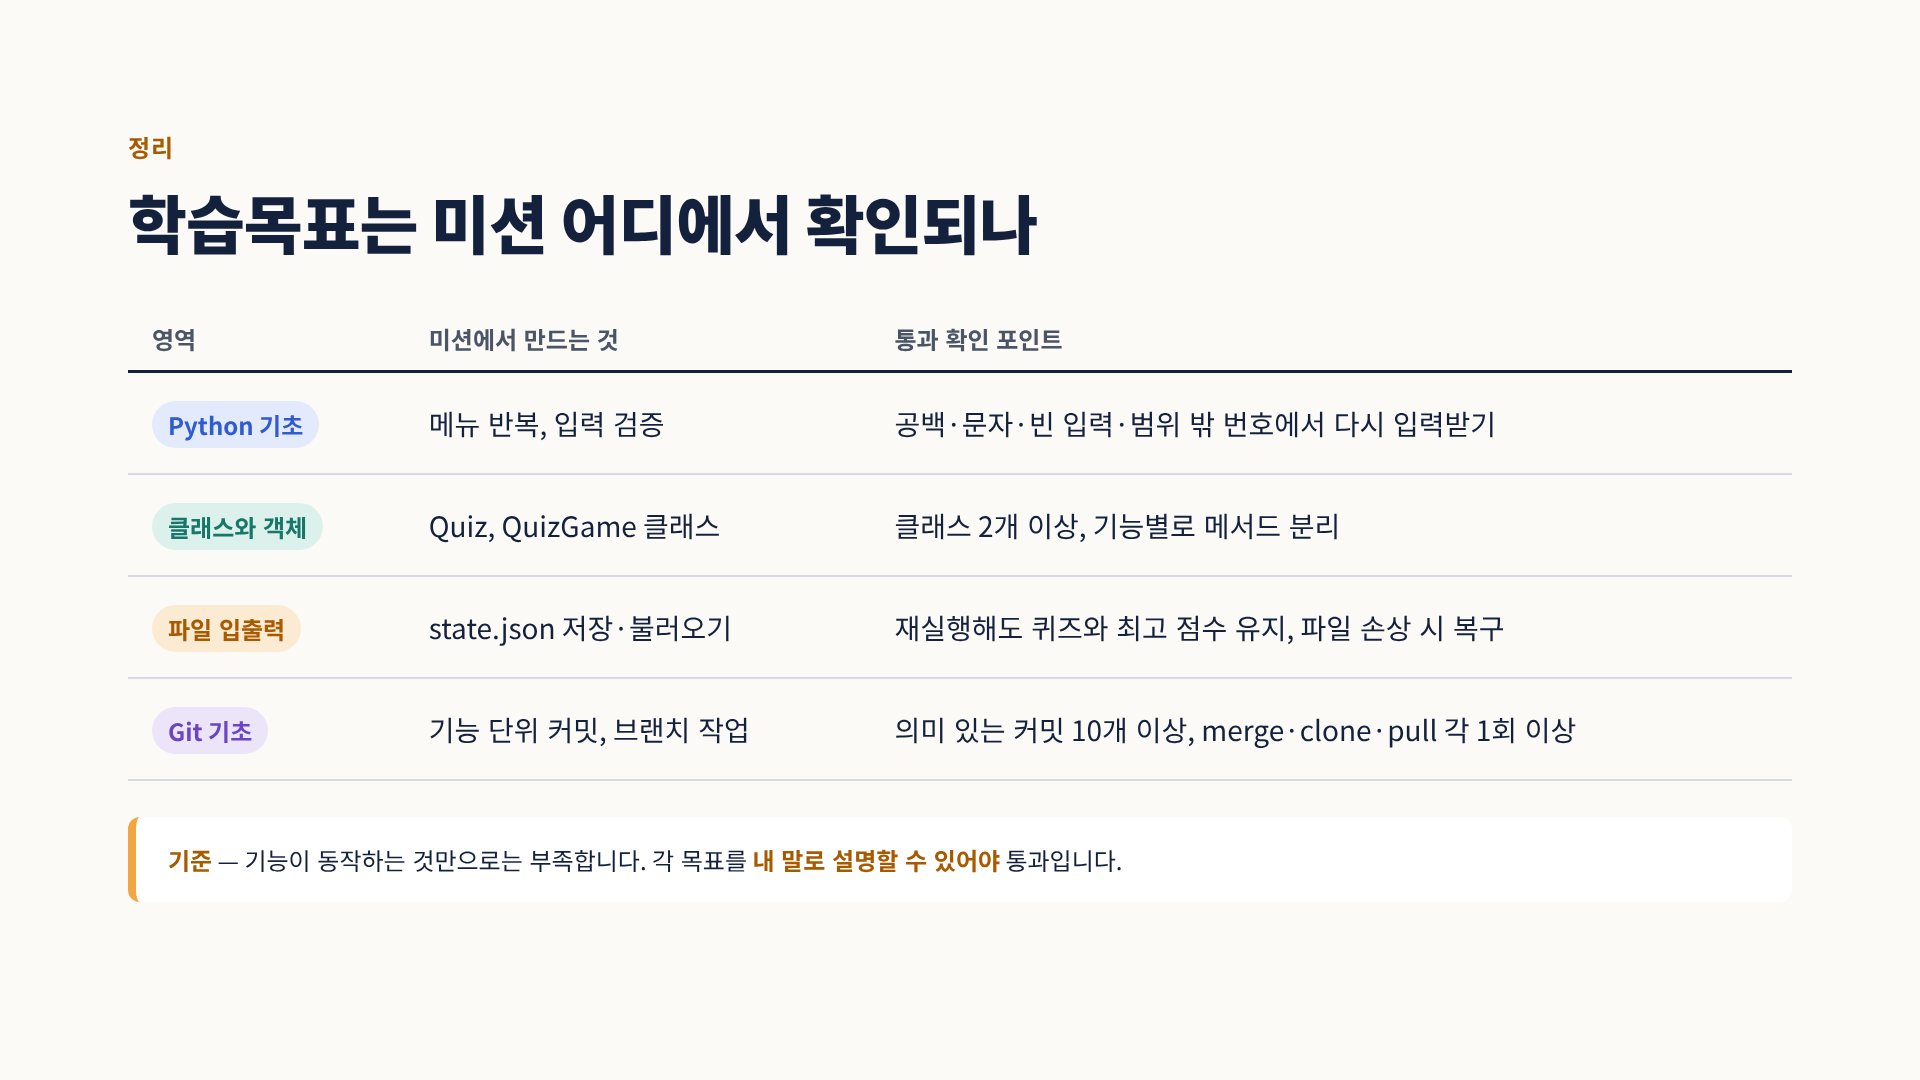 정리
학습목표는 미션 어디에서 확인되나
영역 미션에서 만드는 것 통과 확인 포인트
Python 기초 메뉴 반복, 입력 검증 공백·문자·빈 입력·범위 밖 번호에서 다시 입력받기
클래스와 객체 Quiz, QuizGame 클래스 클래스 2개 이상, 기능별로 메서드 분리
파일 입출력 state.json 저장·불러오기 재실행해도 퀴즈와 최고 점수 유지, 파일 손상 시 복구
Git 기초 기능 단위 커밋, 브랜치 작업 의미 있는 커밋 10개 이상, merge·clone·pull 각 1회 이상
기준 — 기능이 동작하는 것만으로는 부족합니다. 각 목표를 내 말로 설명할 수 있어야 통과입니다.